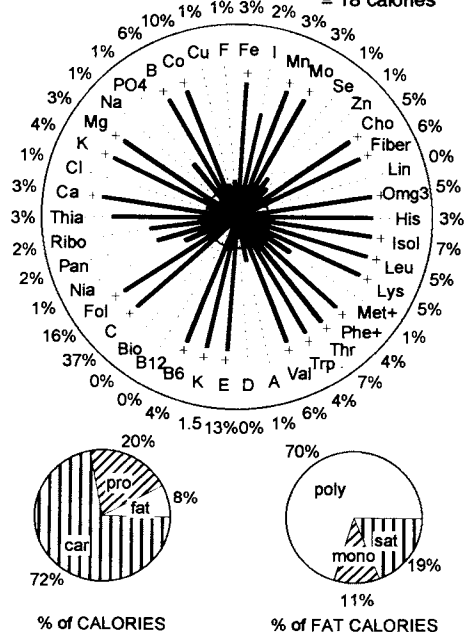 = 18 calories
1% 6% 10% 1% 1% 3% 2% 3% 3% 1%
B Co Cu F Fe I Mn Mo Se
1% PO4 Zn 1%
1% Na Cho 5%
3% Mg Fiber 6%
4% K Lin 0%
1% Cl Omg3 5%
3% Ca His 3%
3% Thia Isol 7%
2% Ribo Leu 5%
2% Pan Lys 5%
1% Nia Met+ 1%
16% Fol Phe+ 4%
37% C Thr 7%
0% Bio Trp 4%
0% B12 Val 6%
4% B6 K E D A 1%
1.5 13% 0%
20%
pro
8%
fat
car
72%
% of CALORIES
70%
poly
sat
mono
19%
11%
% of FAT CALORIES